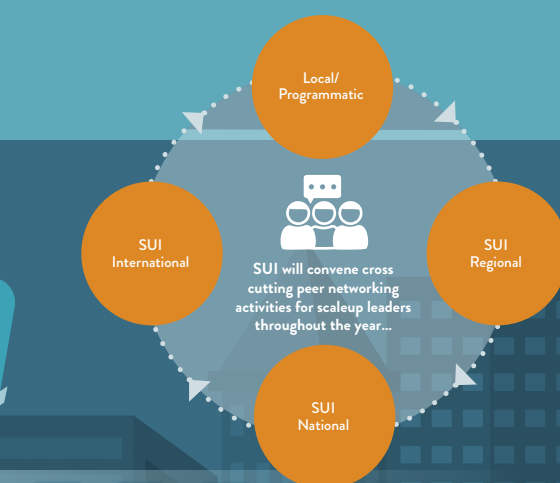 Local/
Programmatic
SUI
International
SUI
Regional
SUI will convene cross
cutting peer networking
activities for scaleup leaders
throughout the year...
SUI
National